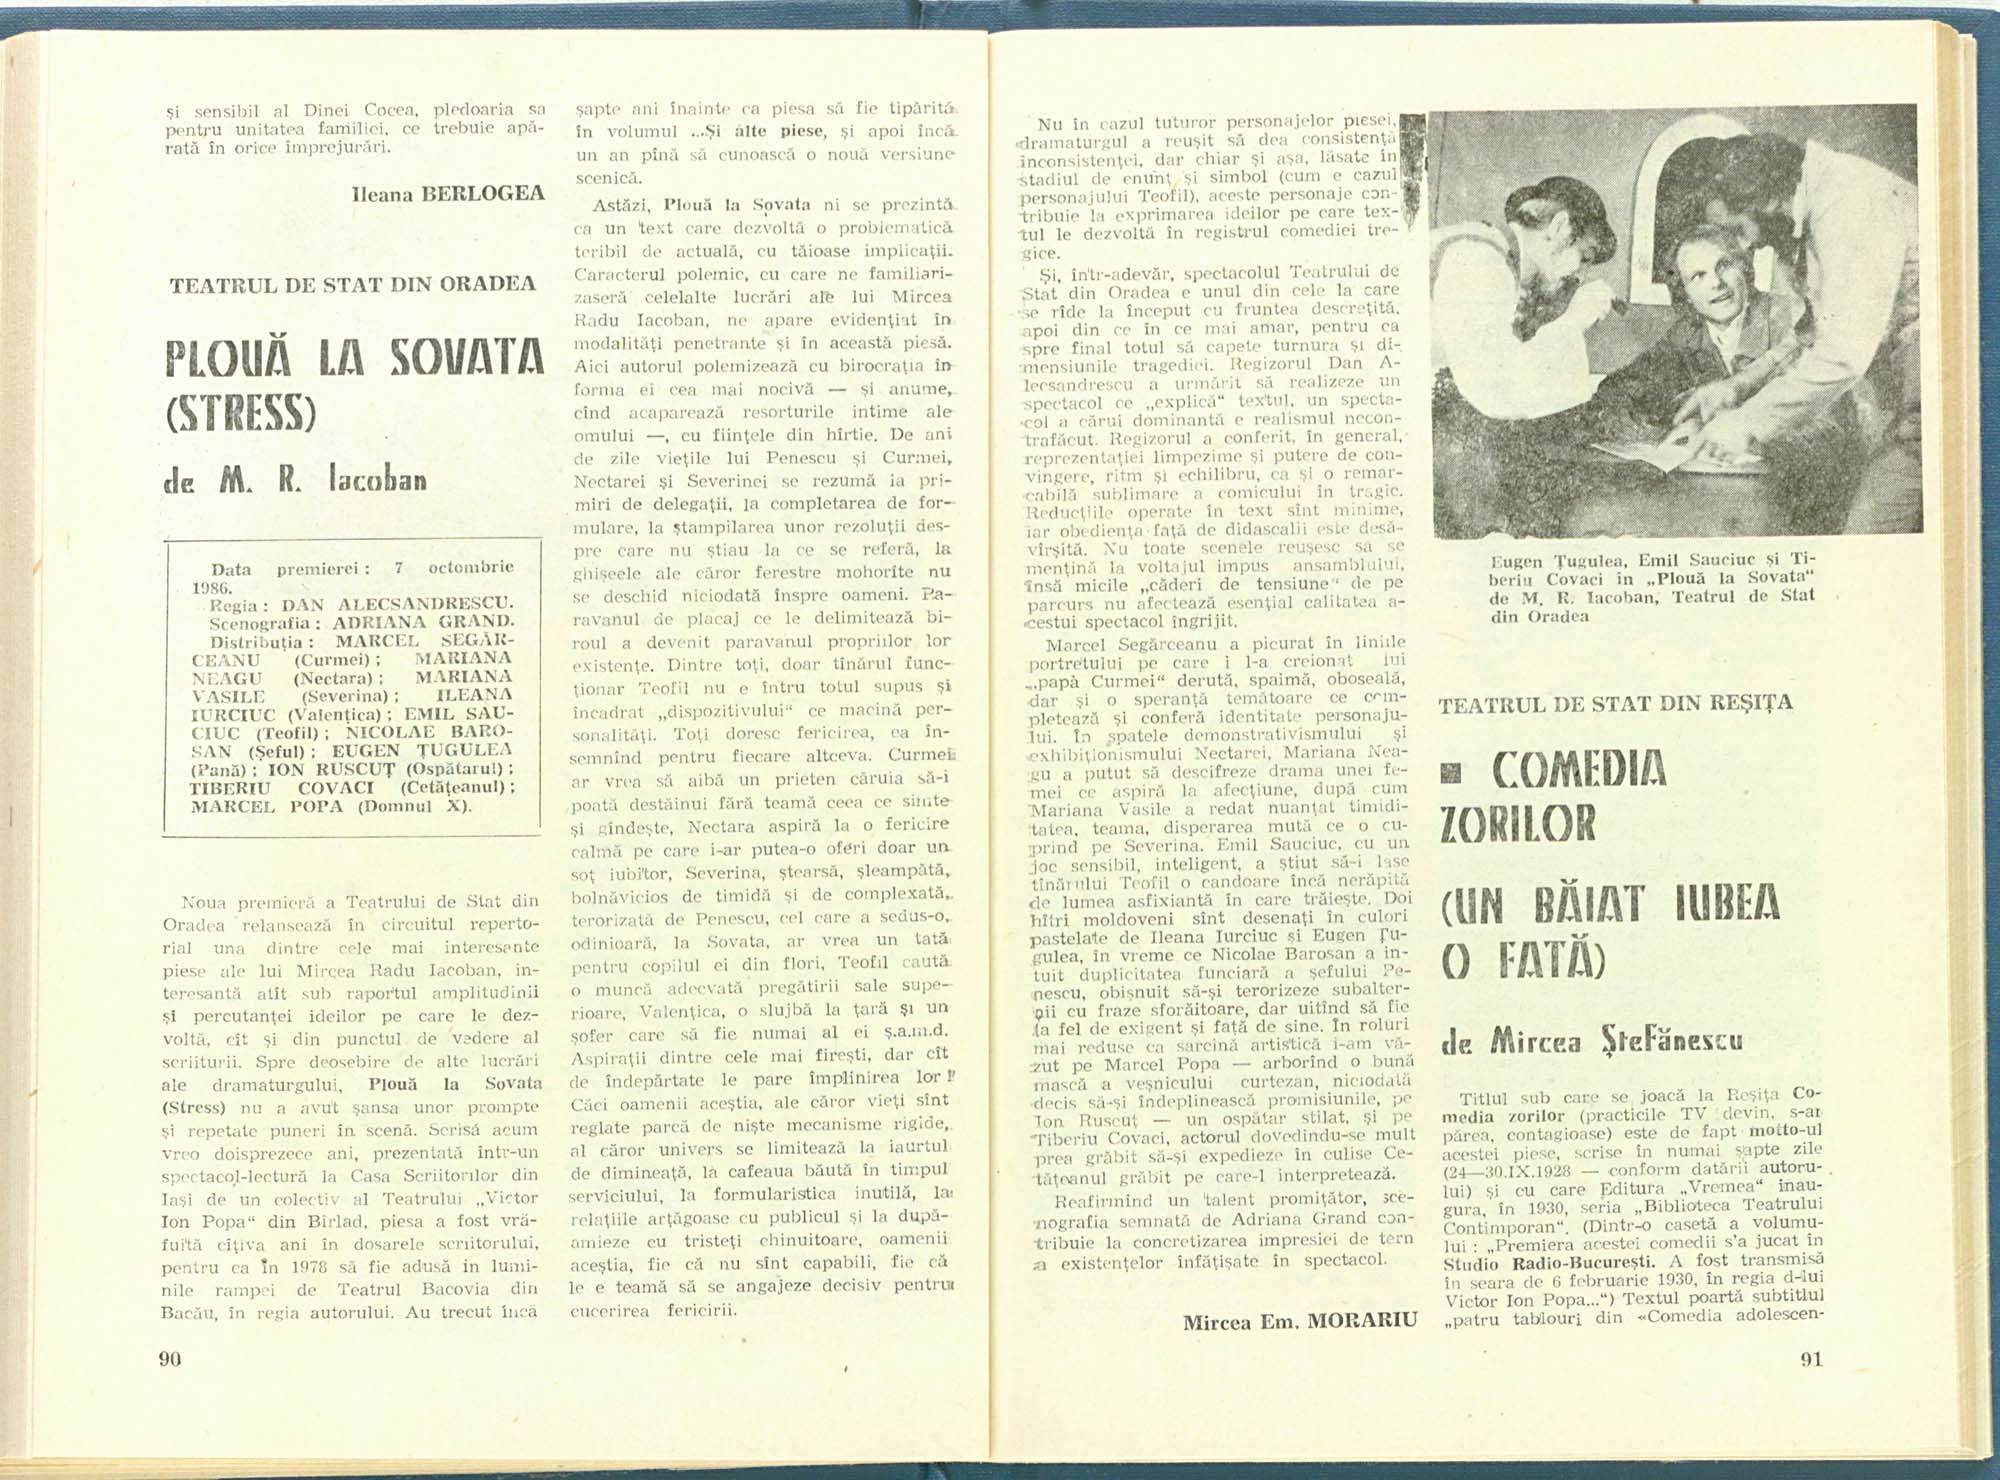 și sensibil al Dinei Cocea, pledoaria sa
pentru unitatea familiei, ce trebuie apă-
rată în orice împrejurări.
Ileana BERLOGEA
TEATRUL DE STAT DIN ORADEA
PLOUĂ LA SOVATA
(STRESS)
de M. R. Iacoban
Data premierei : 7 octombrie
1986.
Regia : DAN ALECSANDRESCU.
Scenografia : ADRIANA GRAND.
Distribuția : MARCEL SEGĂR-
CEANU (Curmei) ; MARIANA
NEAGU (Nectara) ; MARIANA
VASILE (Severina) ; ILEANA
IURCIUC (Valențica) ; EMIL SAU-
CIUC (Teofil) ; NICOLAE BARO-
SAN (Șeful) ; EUGEN ȚUGULEA
(Pană) ; ION RUSCUȚ (Ospătarul) ;
TIBERIU COVACI (Cetățeanul) ;
MARCEL POPA (Domnul X).
Noua premieră a Teatrului de Stat din
Oradea relansează în circuitul reperto-
rial una dintre cele mai interesante
piese ale lui Mircea Radu Iacoban, in-
teresantă atît sub raportul amplitudinii
și percutanței ideilor pe care le dez-
voltă, cît și din punctul de vedere al
scriiturii. Spre deosebire de alte lucrări
ale dramaturgului, Plouă la Sovata
(Stress) nu a avut șansa unor prompte
și repetate puneri în scenă. Scrisă acum
vreo doisprezece ani, prezentată într-un
spectacol-lectură la Casa Scriitorilor din
Iași de un colectiv al Teatrului „Victor
Ion Popa“ din Bîrlad, piesa a fost vră-
fuită cîțiva ani în dosarele scriitorului,
pentru ca în 1978 să fie adusă in lumi-
nile rampei de Teatrul Bacovia din
Bacău, în regia autorului. Au trecut încă
90
șapte ani înainte ca piesa să fie tipărită
în volumul ...Și alte piese, și apoi încă
un an pînă să cunoască o nouă versiune
scenică.
Astăzi, Plouă la Sovata ni se prezintă
ca un text care dezvoltă o problematică
teribil de actuală, cu tăioase implicații.
Caracterul polemic, cu care ne familiari-
zaseră celelalte lucrări ale lui Mircea
Radu Iacoban, ne apare evidențiat în
modalități penetrante și în această piesă.
Aici autorul polemizează cu birocrația în
forma ei cea mai nocivă — și anume,
cînd acaparează resorturile intime ale
omului —, cu ființele din hîrtie. De ani
de zile viețile lui Penescu și Curmei,
Nectarei și Severinei se rezumă la pri-
miri de delegații, la completarea de for-
mulare, la ștampilarea unor rezoluții des-
pre care nu știau la ce se referă, la
ghișeele ale căror ferestre mohorîte nu
se deschid niciodată înspre oameni. Pa-
ravanul de placaj ce le delimitează bi-
roul a devenit paravanul propriilor lor
existențe. Dintre toți, doar tînărul func-
ționar Teofil nu e întru totul supus și
încadrat „dispozitivului“ ce macină per-
sonalități. Toți doresc fericirea, ea în-
semnînd pentru fiecare altceva. Curmei
ar vrea să aibă un prieten căruia să-i
poată destăinui fără teamă ceea ce simte
și gîndește, Nectara aspiră la o fericire
calmă pe care i-ar putea-o oferi doar un
soț iubitor, Severina, ștearsă, șleampătă,
bolnăvicios de timidă și de complexată,
terorizată de Penescu, cel care a sedus-o,
odinioară, la Sovata, ar vrea un tată
pentru copilul ei din flori, Teofil caută
o muncă adecvată pregătirii sale supe-
rioare, Valențica, o slujbă la țară și un
șofer care să fie numai al ei ș.a.m.d.
Aspirații dintre cele mai firești, dar cît
de îndepărtate le pare împlinirea lor !
Căci oamenii aceștia, ale căror vieți sînt
reglate parcă de niște mecanisme rigide,
al căror univers se limitează la iaurtul
de dimineață, la cafeaua băută în timpul
serviciului, la formularistica inutilă, la
relațiile arțăgoase cu publicul și la după-
amieze cu tristeți chinuitoare, oamenii
aceștia, fie că nu sînt capabili, fie că
le e teamă să se angajeze decisiv pentru
cucerirea fericirii.
Nu în cazul tuturor personajelor piesei,
dramaturgul a reușit să dea consistență
inconsistenței, dar chiar și așa, lăsate în
stadiul de enunț și simbol (cum e cazul
personajului Teofil), aceste personaje con-
tribuie la exprimarea ideilor pe care tex-
tul le dezvoltă în registrul comediei tre-
gice.
Și, într-adevăr, spectacolul Teatrului de
Stat din Oradea e unul din cele la care
se rîde la început cu fruntea descrețită,
apoi din ce în ce mai amar, pentru ca
spre final totul să capete turnura și di-
mensiunile tragediei. Regizorul Dan A-
lecsandrescu a urmărit să realizeze un
spectacol ce „explică“ textul, un specta-
col a cărui dominantă e realismul necon-
trafăcut. Regizorul a conferit, în general,
reprezentației limpezime și putere de con-
vingere, ritm și echilibru, ca și o remar-
cabilă sublimare a comicului în tragic.
Reducțiile operate în text sînt minime,
iar obediența față de didascalii este desă-
vîrșită. Nu toate scenele reușesc să se
mențină la voltajul impus ansamblului,
însă micile „căderi de tensiune“ de pe
parcurs nu afectează esențial calitatea a-
cestui spectacol îngrijit.
Marcel Segărceanu a picurat în liniile
portretului pe care i l-a creionat lui
„papà Curmei“ derută, spaimă, oboseală,
dar și o speranță temătoare ce com-
pletează și conferă identitate personaju-
lui. În spatele demonstrativismului și
exhibiționismului Nectarei, Mariana Nea-
gu a putut să descifreze drama unei fe-
mei ce aspiră la afecțiune, după cum
Mariana Vasile a redat nuanțat timidi-
tatea, teama, disperarea mută ce o cu-
prind pe Severina. Emil Sauciuc, cu un
joc sensibil, inteligent, a știut să-i lase
tînărului Teofil o candoare încă nerăpită
de lumea asfixiantă în care trăiește. Doi
hîtri moldoveni sînt desenați în culori
pastelate de Ileana Iurciuc și Eugen Țu-
gulea, în vreme ce Nicolae Barosan a in-
tuit duplicitatea funciară a șefului Pe-
nescu, obișnuit să-și terorizeze subalter-
nii cu fraze sforăitoare, dar uitînd să fie
la fel de exigent și față de sine. În roluri
mai reduse ca sarcină artistică i-am vă-
zut pe Marcel Popa — arborînd o bună
mască a veșnicului curtezan, niciodată
decis să-și îndeplinească promisiunile, pe
Ion Ruscuț — un ospătar stilat, și pe
Tiberiu Covaci, actorul dovedindu-se mult
prea grăbit să-și expedieze în culise Ce-
tățeanul grăbit pe care-l interpretează.
Reafirmînd un talent promițător, sce-
nografia semnată de Adriana Grand con-
tribuie la concretizarea impresiei de tern
a existențelor înfățișate în spectacol.
Mircea Em. MORARIU
Eugen Țugulea, Emil Sauciuc și Ti-
beriu Covaci în „Plouă la Sovata“
de M. R. Iacoban, Teatrul de Stat
din Oradea
TEATRUL DE STAT DIN REȘIȚA
■ COMEDIA
ZORILOR
(UN BĂIAT IUBEA
O FATĂ)
de Mircea Ștefănescu
Titlul sub care se joacă la Reșița Co-
media zorilor (practicile TV devin, s-ar
părea, contagioase) este de fapt motto-ul
acestei piese, scrise în numai șapte zile
(24—30.IX.1928 — conform datării autoru-
lui) și cu care Editura „Vremea“ inau-
gura, în 1930, seria „Biblioteca Teatrului
Contimporan“. (Dintr-o casetă a volumu-
lui : „Premiera acestei comedii s'a jucat în
Studio Radio-București. A fost transmisă
în seara de 6 februarie 1930, în regia d-lui
Victor Ion Popa...“) Textul poartă subtitlul
„patru tablouri din «Comedia adolescen-
91